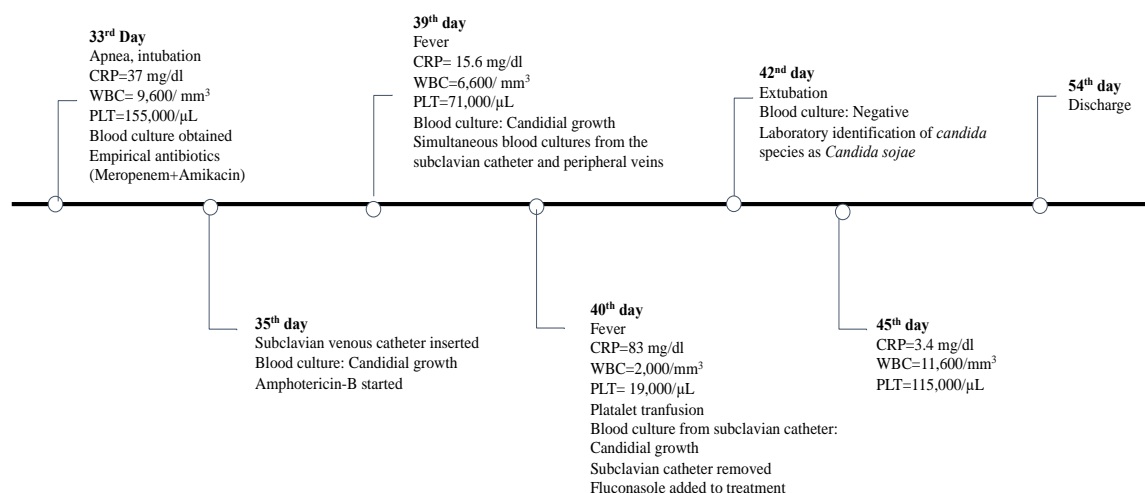 33rd Day
Apnea, intubation
CRP=37 mg/dl
WBC= 9,600/ mm3
PLT=155,000/μL
Blood culture obtained
Empirical antibiotics
(Meropenem+Amikacin)
35th day
Subclavian venous catheter inserted
Blood culture: Candidial growth
Amphotericin-B started
39th day
Fever
CRP= 15.6 mg/dl
WBC=6,600/ mm3
PLT=71,000/μL
Blood culture: Candidial growth
Simultaneous blood cultures from the
subclavian catheter and peripheral veins
40th day
Fever
CRP=83 mg/dl
WBC=2,000/mm3
PLT= 19,000/μL
Platelet tranfusion
Blood culture from subclavian catheter:
Candidial growth
Subclavian catheter removed
Fluconasole added to treatment
42nd day
Extubation
Blood culture: Negative
Laboratory identification of candida
species as Candida sojae
45th day
CRP=3.4 mg/dl
WBC=11,600/mm3
PLT=115,000/μL
54th day
Discharge